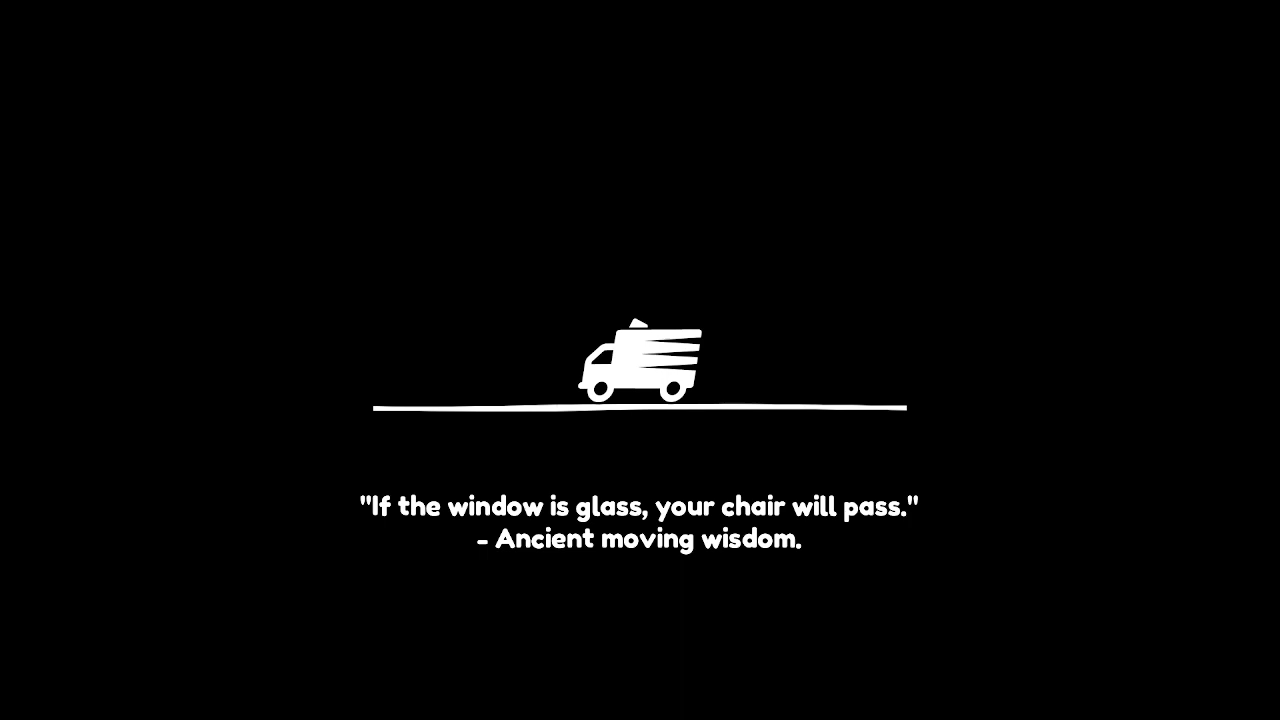 "If the window is glass, your chair will pass."
- Ancient moving wisdom.